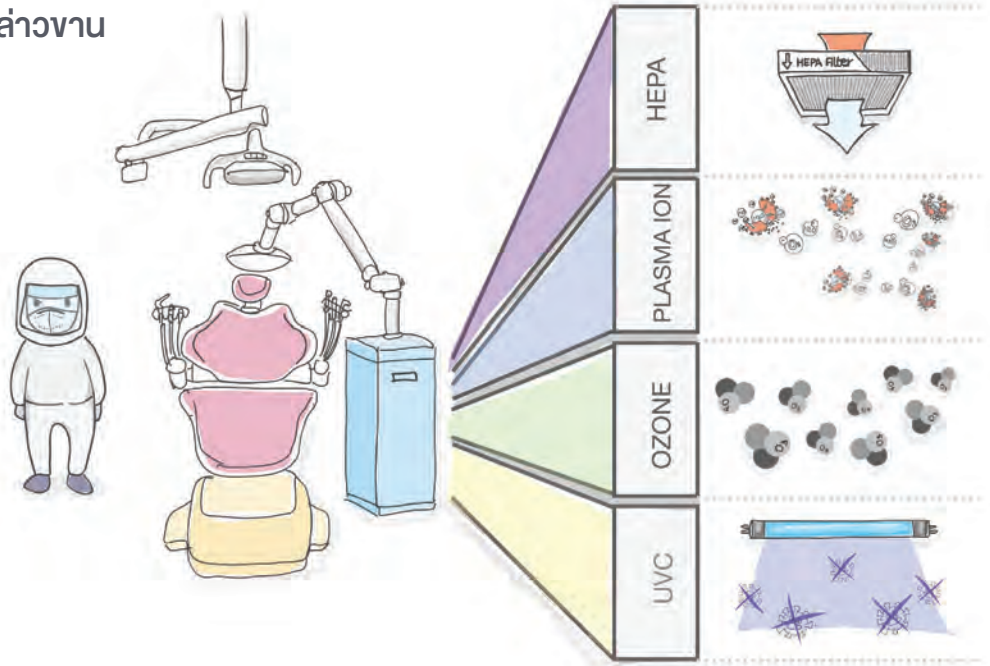 ล่าวขาน
HEPA
HEPA Filter
PLASMA ION
OZONE
UVC